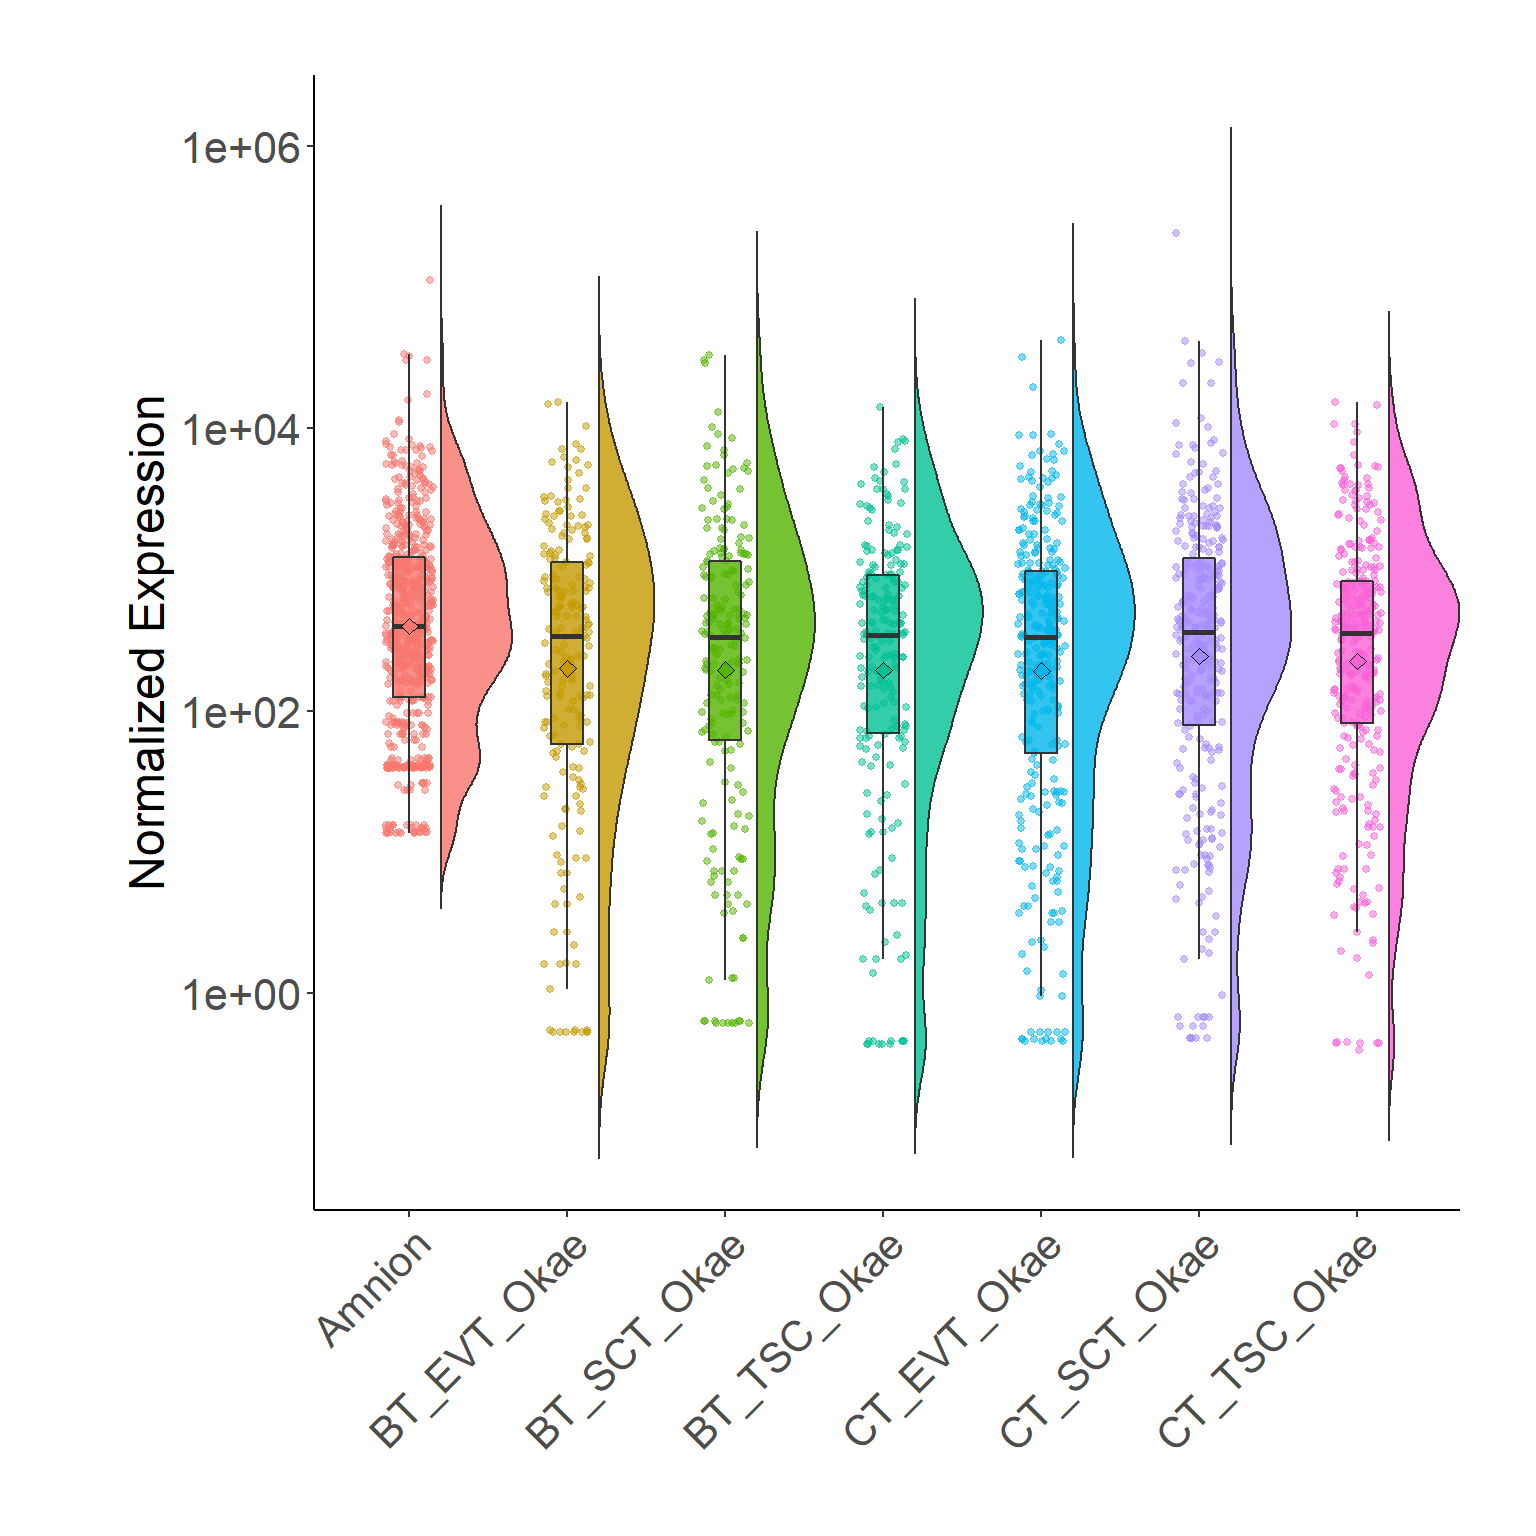 Normalized Expression
1e+06
1e+04
1e+02
1e+00
Amnion
BT_EVT_Okae
BT_SCT_Okae
BT_TSC_Okae
CT_EVT_Okae
CT_SCT_Okae
CT_TSC_Okae